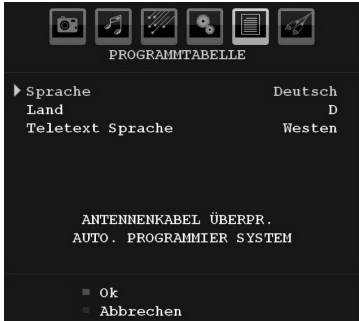 PROGRAMMTABELLE
Sprache Deutsch
Land D
Teletext Sprache Westen
ANTENNENKABEL ÜBERPR.
AUTO. PROGRAMMIER SYSTEM
Ok
Abbrechen